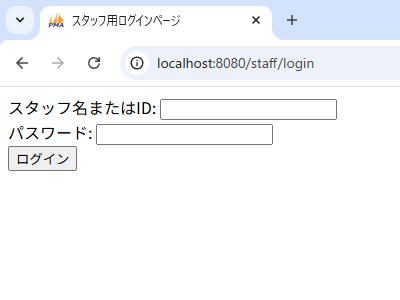 PMA スタッフ用ログインページ
localhost:8080/staff/login
スタッフ名またはID:
パスワード:
ログイン